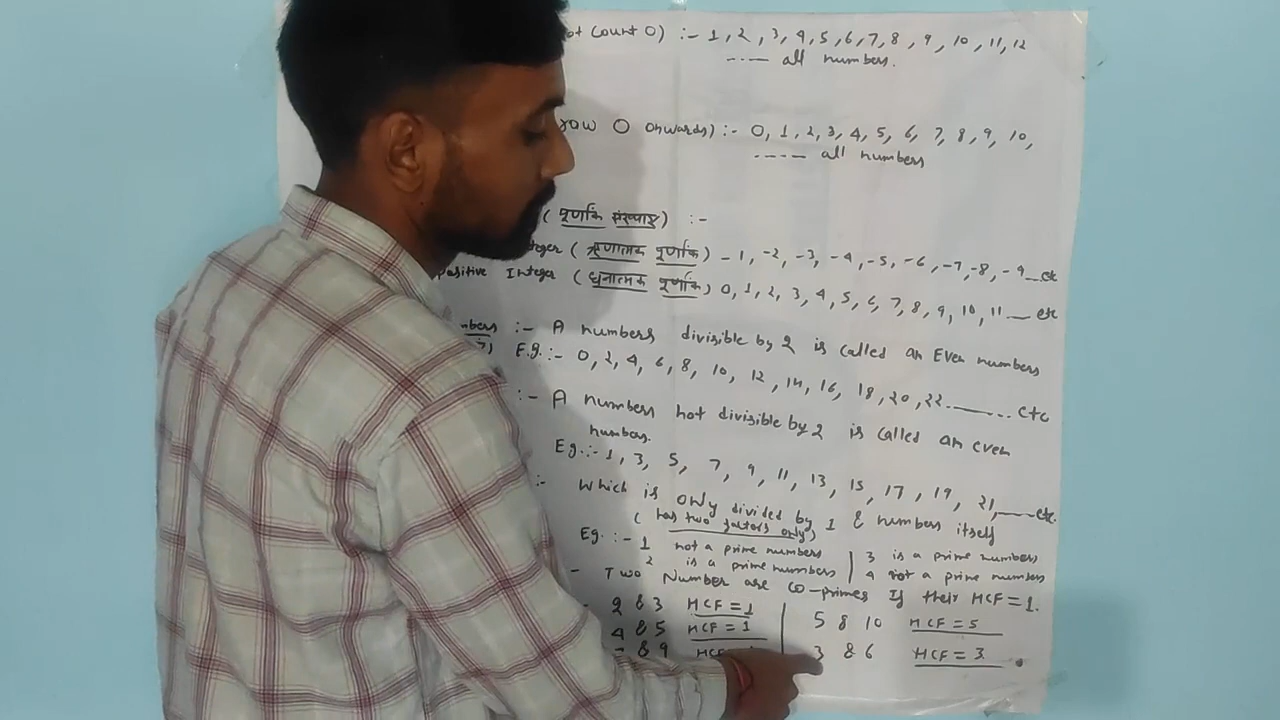 ot Count 0) :- 1, 2, 3, 4, 5, 6, 7, 8, 9, 10, 11, 12
---- all numbers.
onwards) :- 0, 1, 2, 3, 4, 5, 6, 7, 8, 9, 10,
---- all numbers
(पूर्णांक संख्याए) :-
teger (ऋणात्मक पूर्णांक) -1, -2, -3, -4, -5, -6, -7, -8, -9 __ etc
positive Integer (धनात्मक पूर्णांक) 0, 1, 2, 3, 4, 5, 6, 7, 8, 9, 10, 11 __ etc
mbers :- A numbers divisible by 2 is called an Even numbers
E.g. :- 0, 2, 4, 6, 8, 10, 12, 14, 16, 18, 20, 22 ------- etc
:- A numbers not divisible by 2 is called an even
numbers.
Eg. :- 1, 3, 5, 7, 9, 11, 13, 15, 17, 19, 21, ---- etc.
:- Which is only divided by 1 & numbers itself
(has two factors only)
Eg. :- 1 not a prime numbers | 3 is a prime numbers
2 is a prime numbers | 4 not a prime numbers
- Two Number are co-primes If their HCF = 1.
2 & 3 HCF = 1 | 5 & 10 HCF = 5
4 & 5 HCF = 1 | 3 & 6 HCF = 3
& 9